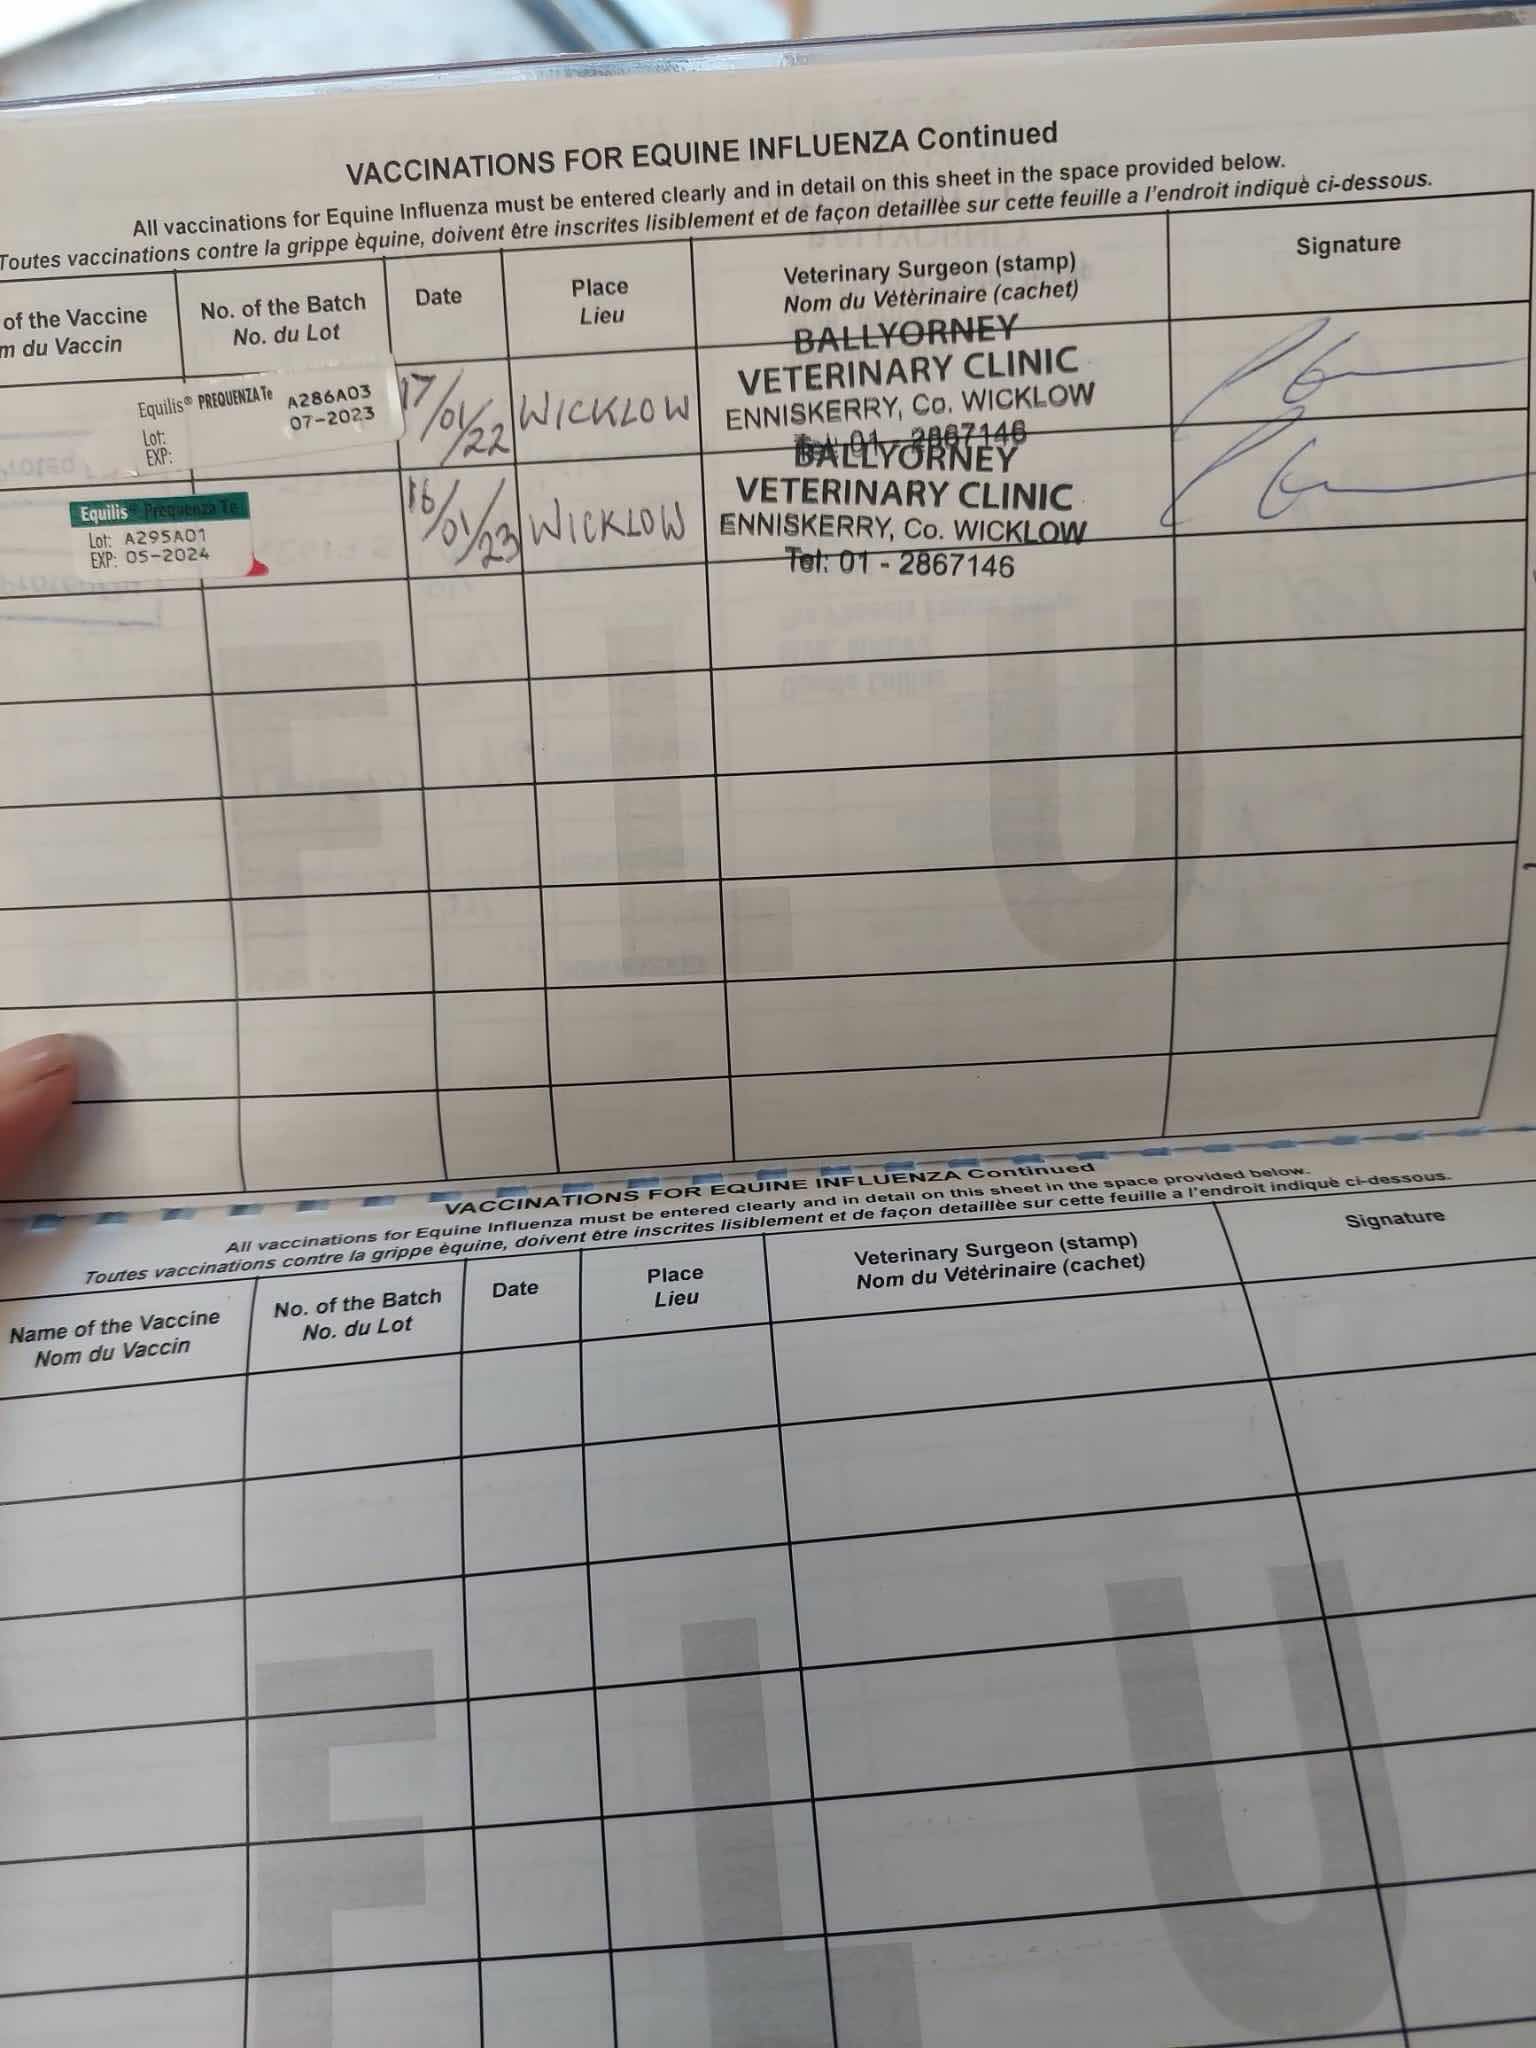 VACCINATIONS FOR EQUINE INFLUENZA Continued
All vaccinations for Equine Influenza must be entered clearly and in detail on this sheet in the space provided below.
Toutes vaccinations contre la grippe èquine, doivent être inscrites lisiblement et de façon detaillèe sur cette feuille a l'endroit indiquè ci-dessous.
of the Vaccine
m du Vaccin
No. of the Batch
No. du Lot
Date
Place
Lieu
Veterinary Surgeon (stamp)
Nom du Vètèrinaire (cachet)
Signature
Equilis® PREQUENZA Te
Lot:
EXP:
A286A03
07-2023
17/01/22
WICKLOW
BALLYORNEY
VETERINARY CLINIC
ENNISKERRY, Co. WICKLOW
Tel: 01 - 2867146
Equilis® Prequenza Te
Lot: A295A01
EXP: 05-2024
16/01/23
WICKLOW
BALLYORNEY
VETERINARY CLINIC
ENNISKERRY, Co. WICKLOW
Tel: 01 - 2867146
FLU
VACCINATIONS FOR EQUINE INFLUENZA Continued
All vaccinations for Equine Influenza must be entered clearly and in detail on this sheet in the space provided below.
Toutes vaccinations contre la grippe èquine, doivent être inscrites lisiblement et de façon detaillèe sur cette feuille a l'endroit indiquè ci-dessous.
Name of the Vaccine
Nom du Vaccin
No. of the Batch
No. du Lot
Date
Place
Lieu
Veterinary Surgeon (stamp)
Nom du Vètèrinaire (cachet)
Signature
FLU